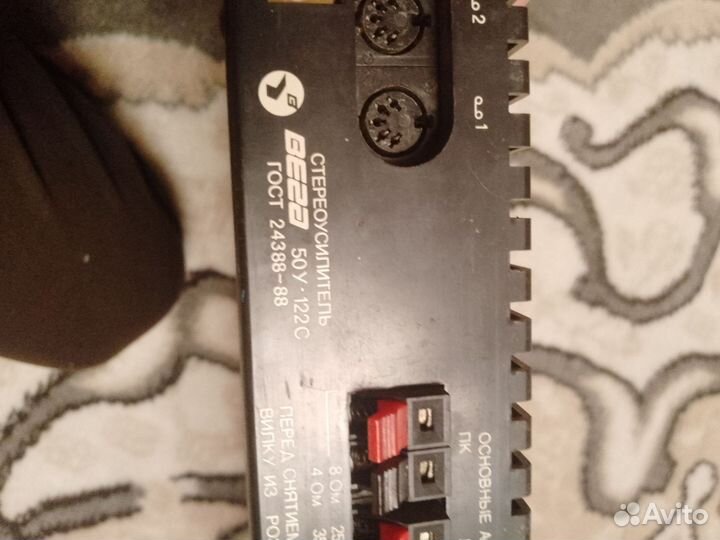 СТЕРЕОУСИЛИТЕЛЬ
ВЕГА 50У-122С
ГОСТ 24388-88
2
1
ОСНОВНЫЕ
ПК
8 Ом
4 Ом
ПЕРЕД СНЯТИЕМ
ВИЛКУ ИЗ
Avito